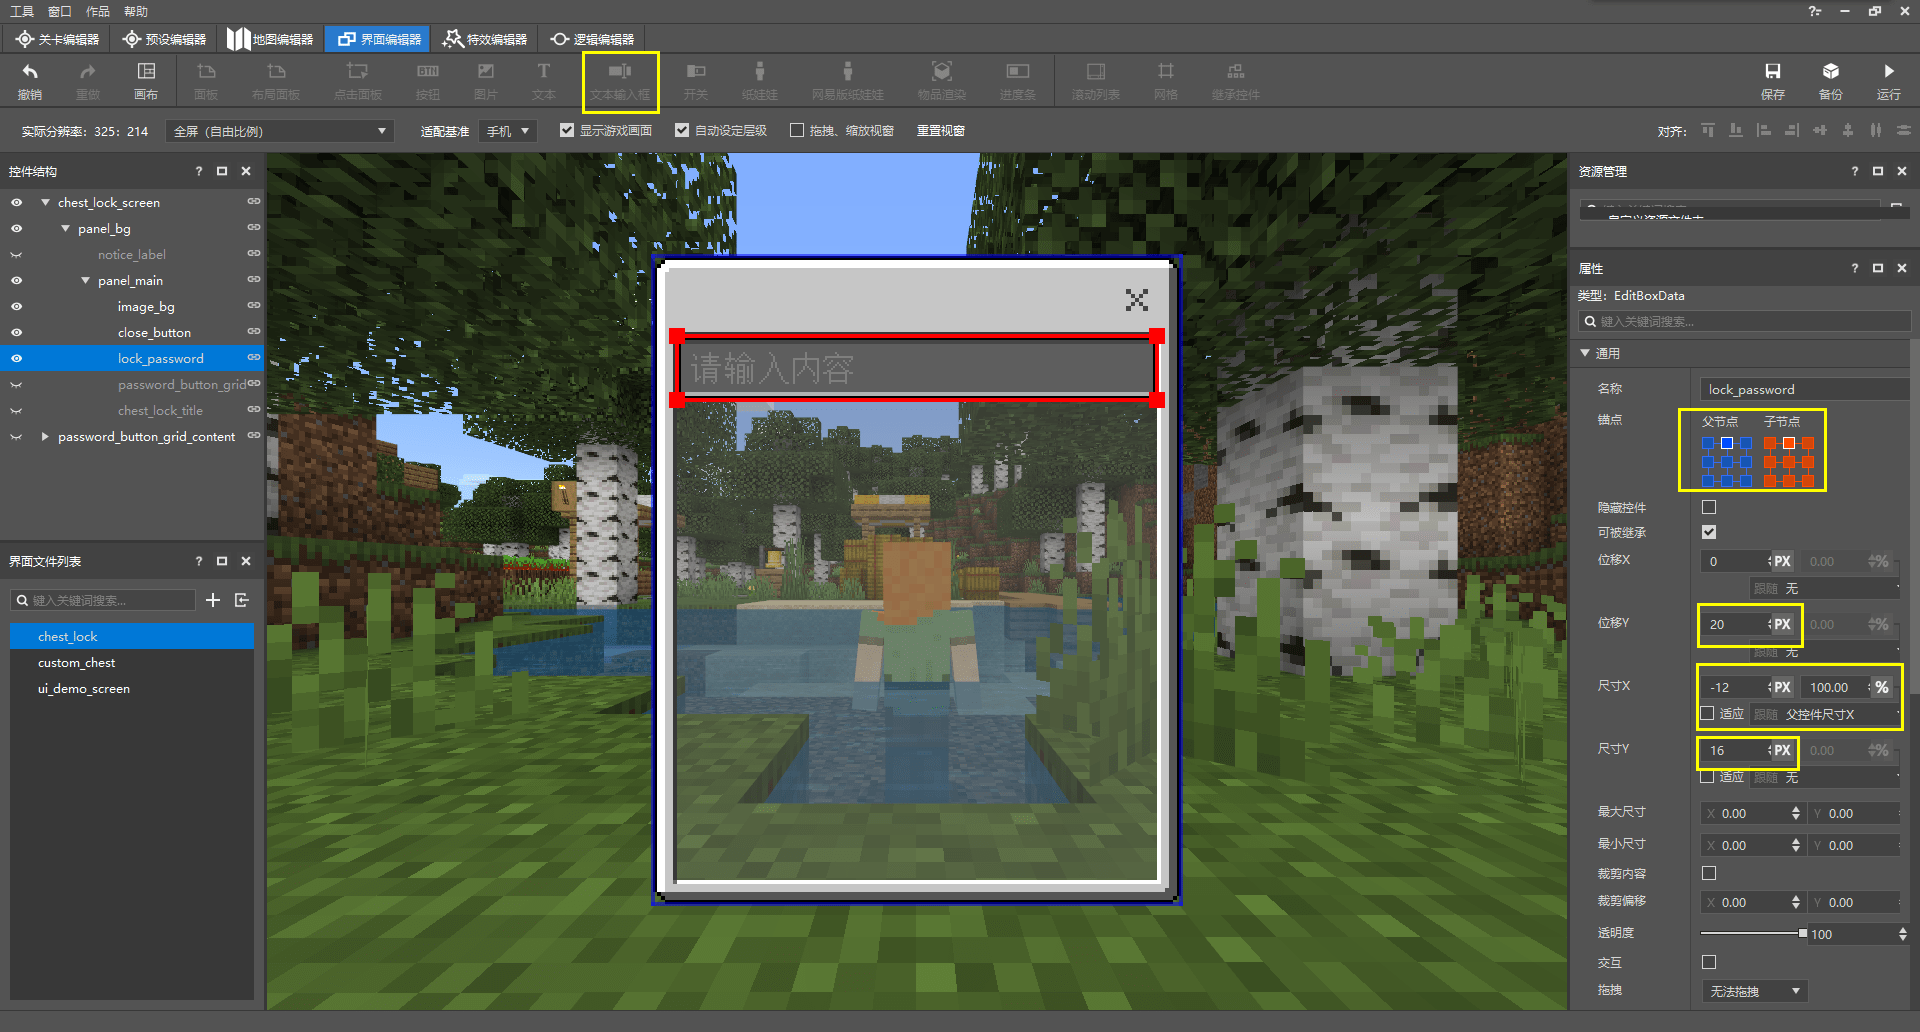 工具 窗口 作品 帮助
关卡编辑器 预设编辑器 地图编辑器 界面编辑器 特效编辑器 逻辑编辑器
撤销 重做 画布 面板 布局面板 点击面板 按钮 图片 文本 文本输入框 开关 纸娃娃 网易版纸娃娃 物品渲染 进度条 滚动列表 网格 继承控件 保存 备份 运行
实际分辨率：325：214 全屏（自由比例） 适配基准 手机 显示游戏画面 自动设定层级 拖拽、缩放视窗 重置视窗 对齐：
控件结构 ?
chest_lock_screen
panel_bg
notice_label
panel_main
image_bg
close_button
lock_password
password_button_grid
chest_lock_title
password_button_grid_content
界面文件列表 ?
键入关键词搜索...
chest_lock
custom_chest
ui_demo_screen
请输入内容
资源管理 ?
属性 ?
类型：EditBoxData
键入关键词搜索...
通用
名称 lock_password
锚点 父节点 子节点
隐藏控件
可被继承
位移X 0 PX 0.00 %
跟随 无
位移Y 20 PX 0.00 %
跟随 无
尺寸X -12 PX 100.00 %
适应 跟随 父控件尺寸X
尺寸Y 16 PX 0.00 %
适应 跟随 无
最大尺寸 X 0.00 Y 0.00
最小尺寸 X 0.00 Y 0.00
裁剪内容
裁剪偏移 X 0.00 Y 0.00
透明度 100
交互
拖拽 无法拖拽